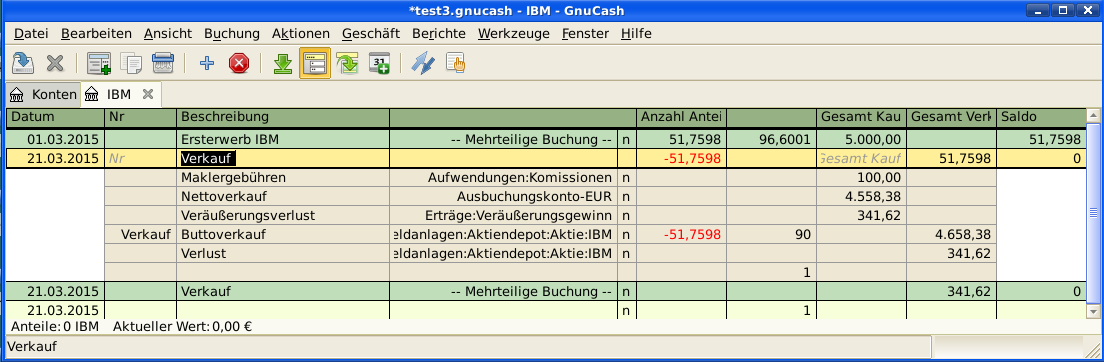 *test3.gnucash - IBM - GnuCash
Datei Bearbeiten Ansicht Buchung Aktionen Geschäft Berichte Werkzeuge Fenster Hilfe
31
Konten IBM
Datum Nr Beschreibung Anzahl Antei Gesamt Kau Gesamt Verk Saldo
01.03.2015 Ersterwerb IBM -- Mehrteilige Buchung -- n 51,7598 96,6001 5.000,00 51,7598
21.03.2015 Nr Verkauf -51,7598 Gesamt Kauf 51,7598 0
Maklergebühren Aufwendungen:Komissionen n 100,00
Nettoverkauf Ausbuchungskonto-EUR n 4.558,38
Veräußerungsverlust Erträge:Veräußerungsgewinn n 341,62
Verkauf Buttoverkauf eldanlagen:Aktiendepot:Aktie:IBM n -51,7598 90 4.658,38
Verlust eldanlagen:Aktiendepot:Aktie:IBM n 341,62
1
21.03.2015 Verkauf -- Mehrteilige Buchung -- n 341,62 0
21.03.2015 n 1
Anteile: 0 IBM Aktueller Wert: 0,00 €
Verkauf